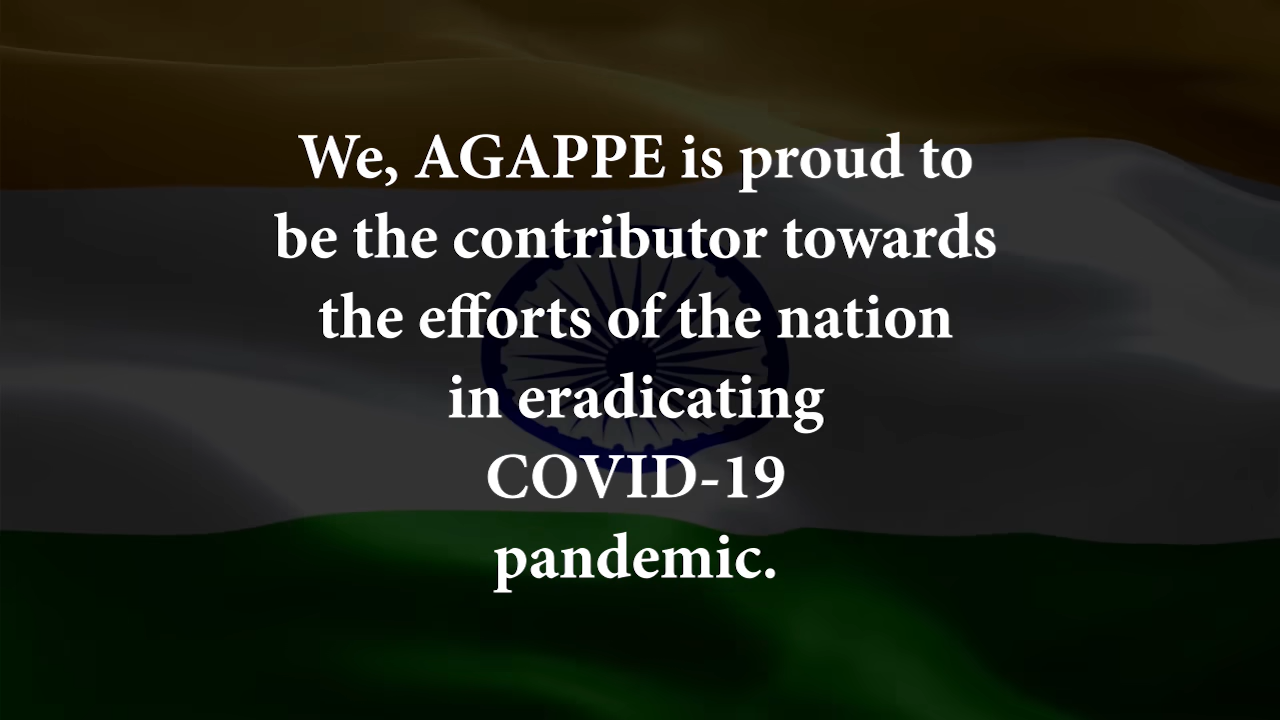 We, AGAPPE is proud to
be the contributor towards
the efforts of the nation
in eradicating
COVID-19
pandemic.